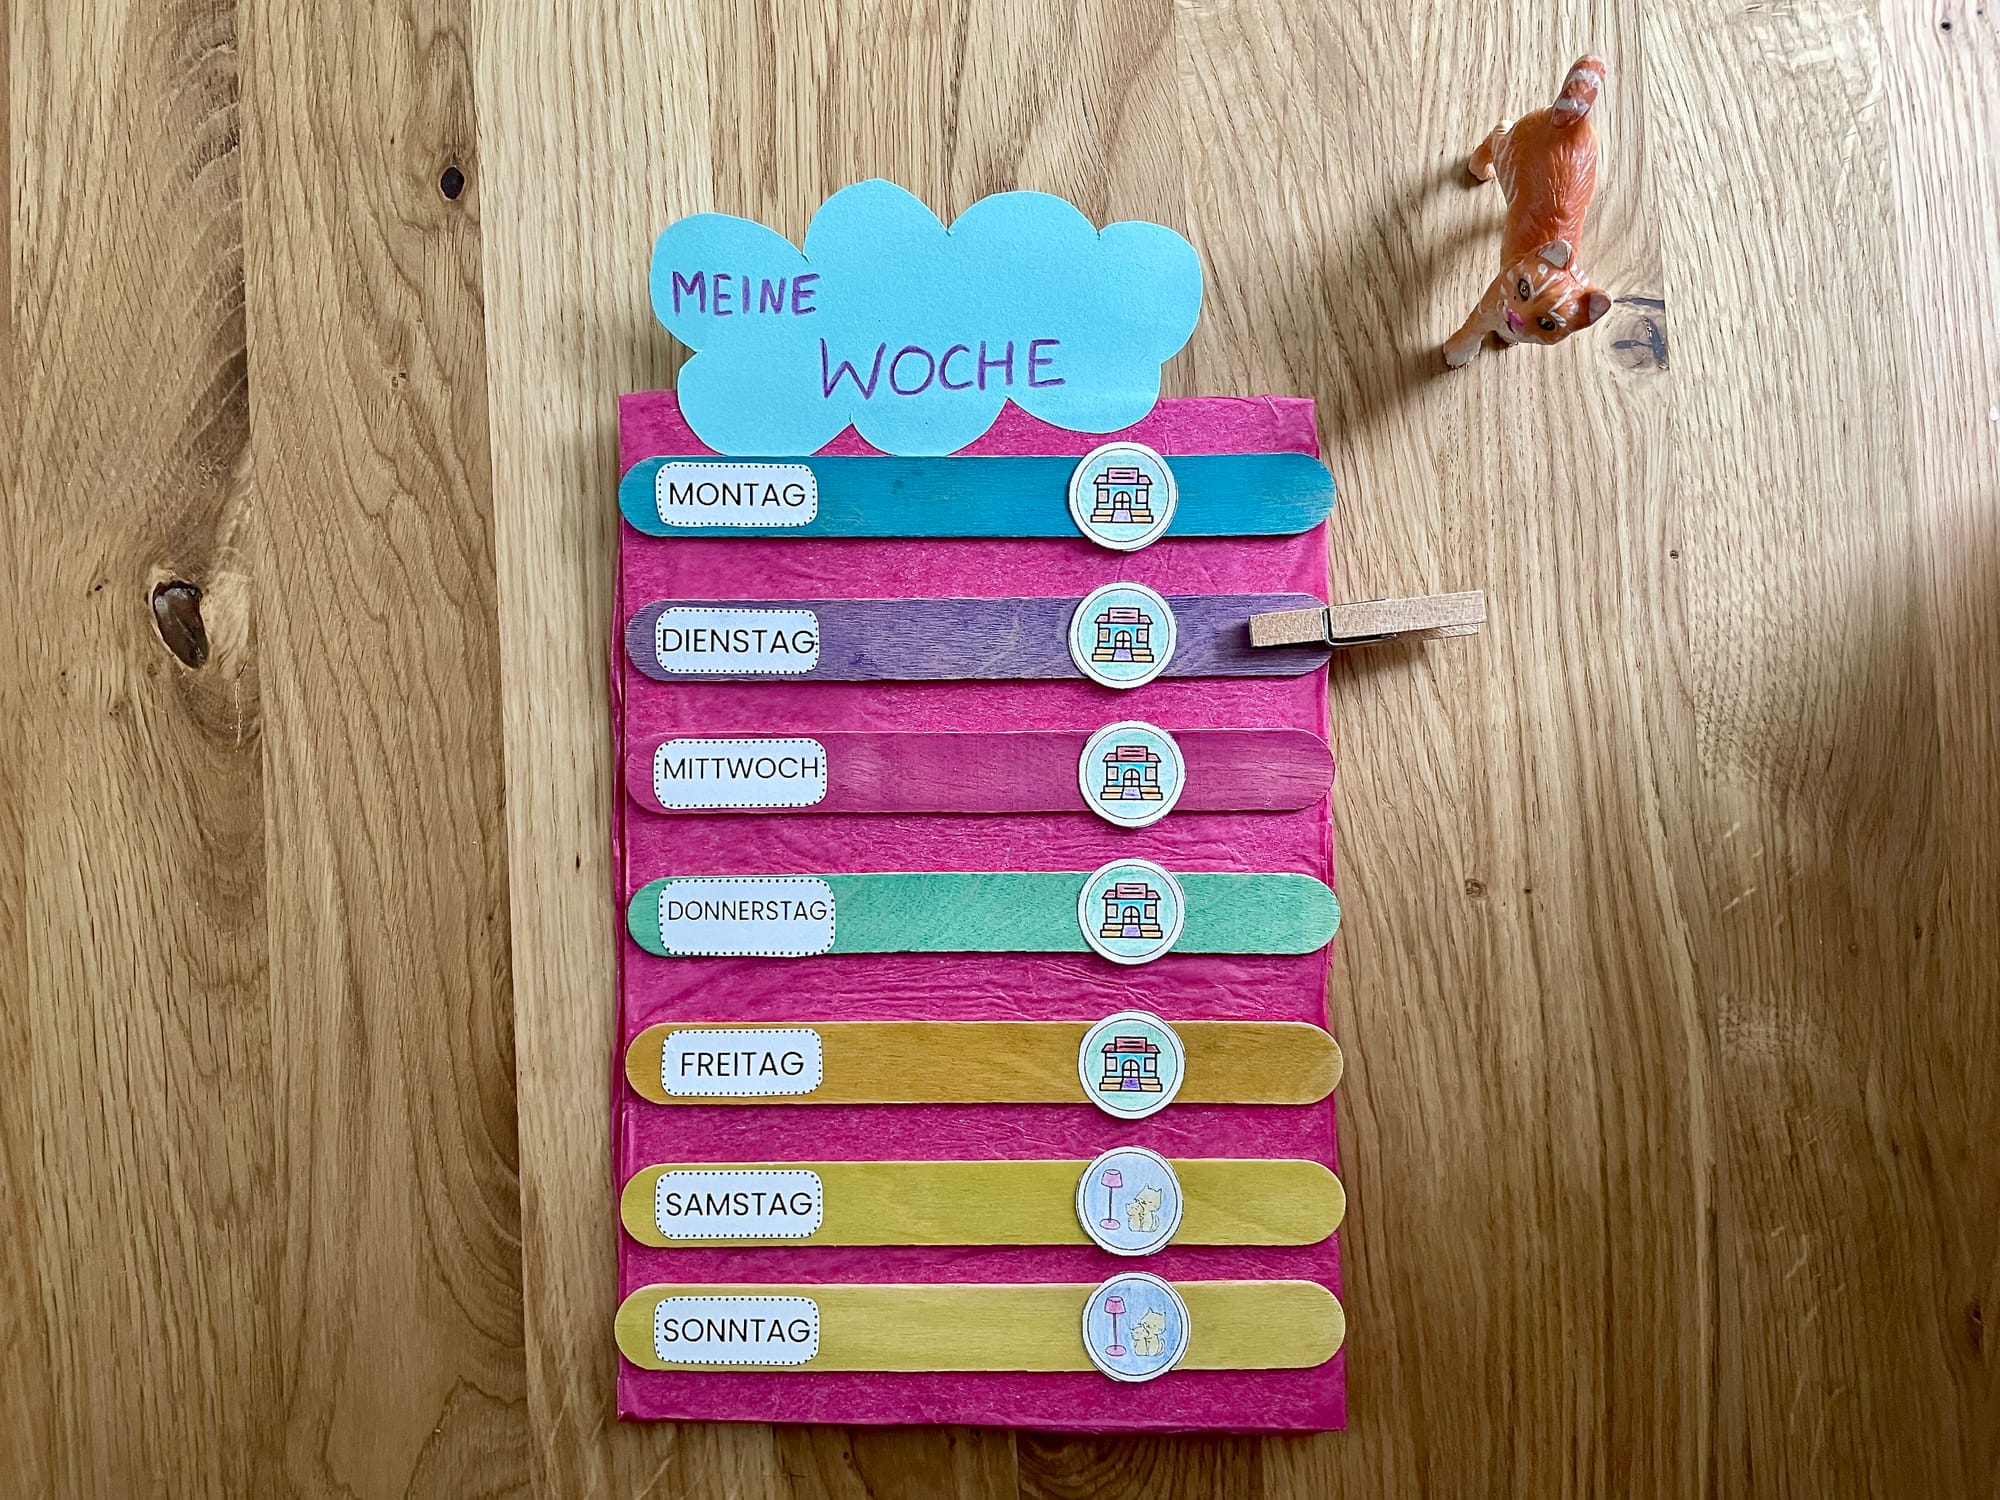 MEINE
WOCHE
MONTAG
DIENSTAG
MITTWOCH
DONNERSTAG
FREITAG
SAMSTAG
SONNTAG